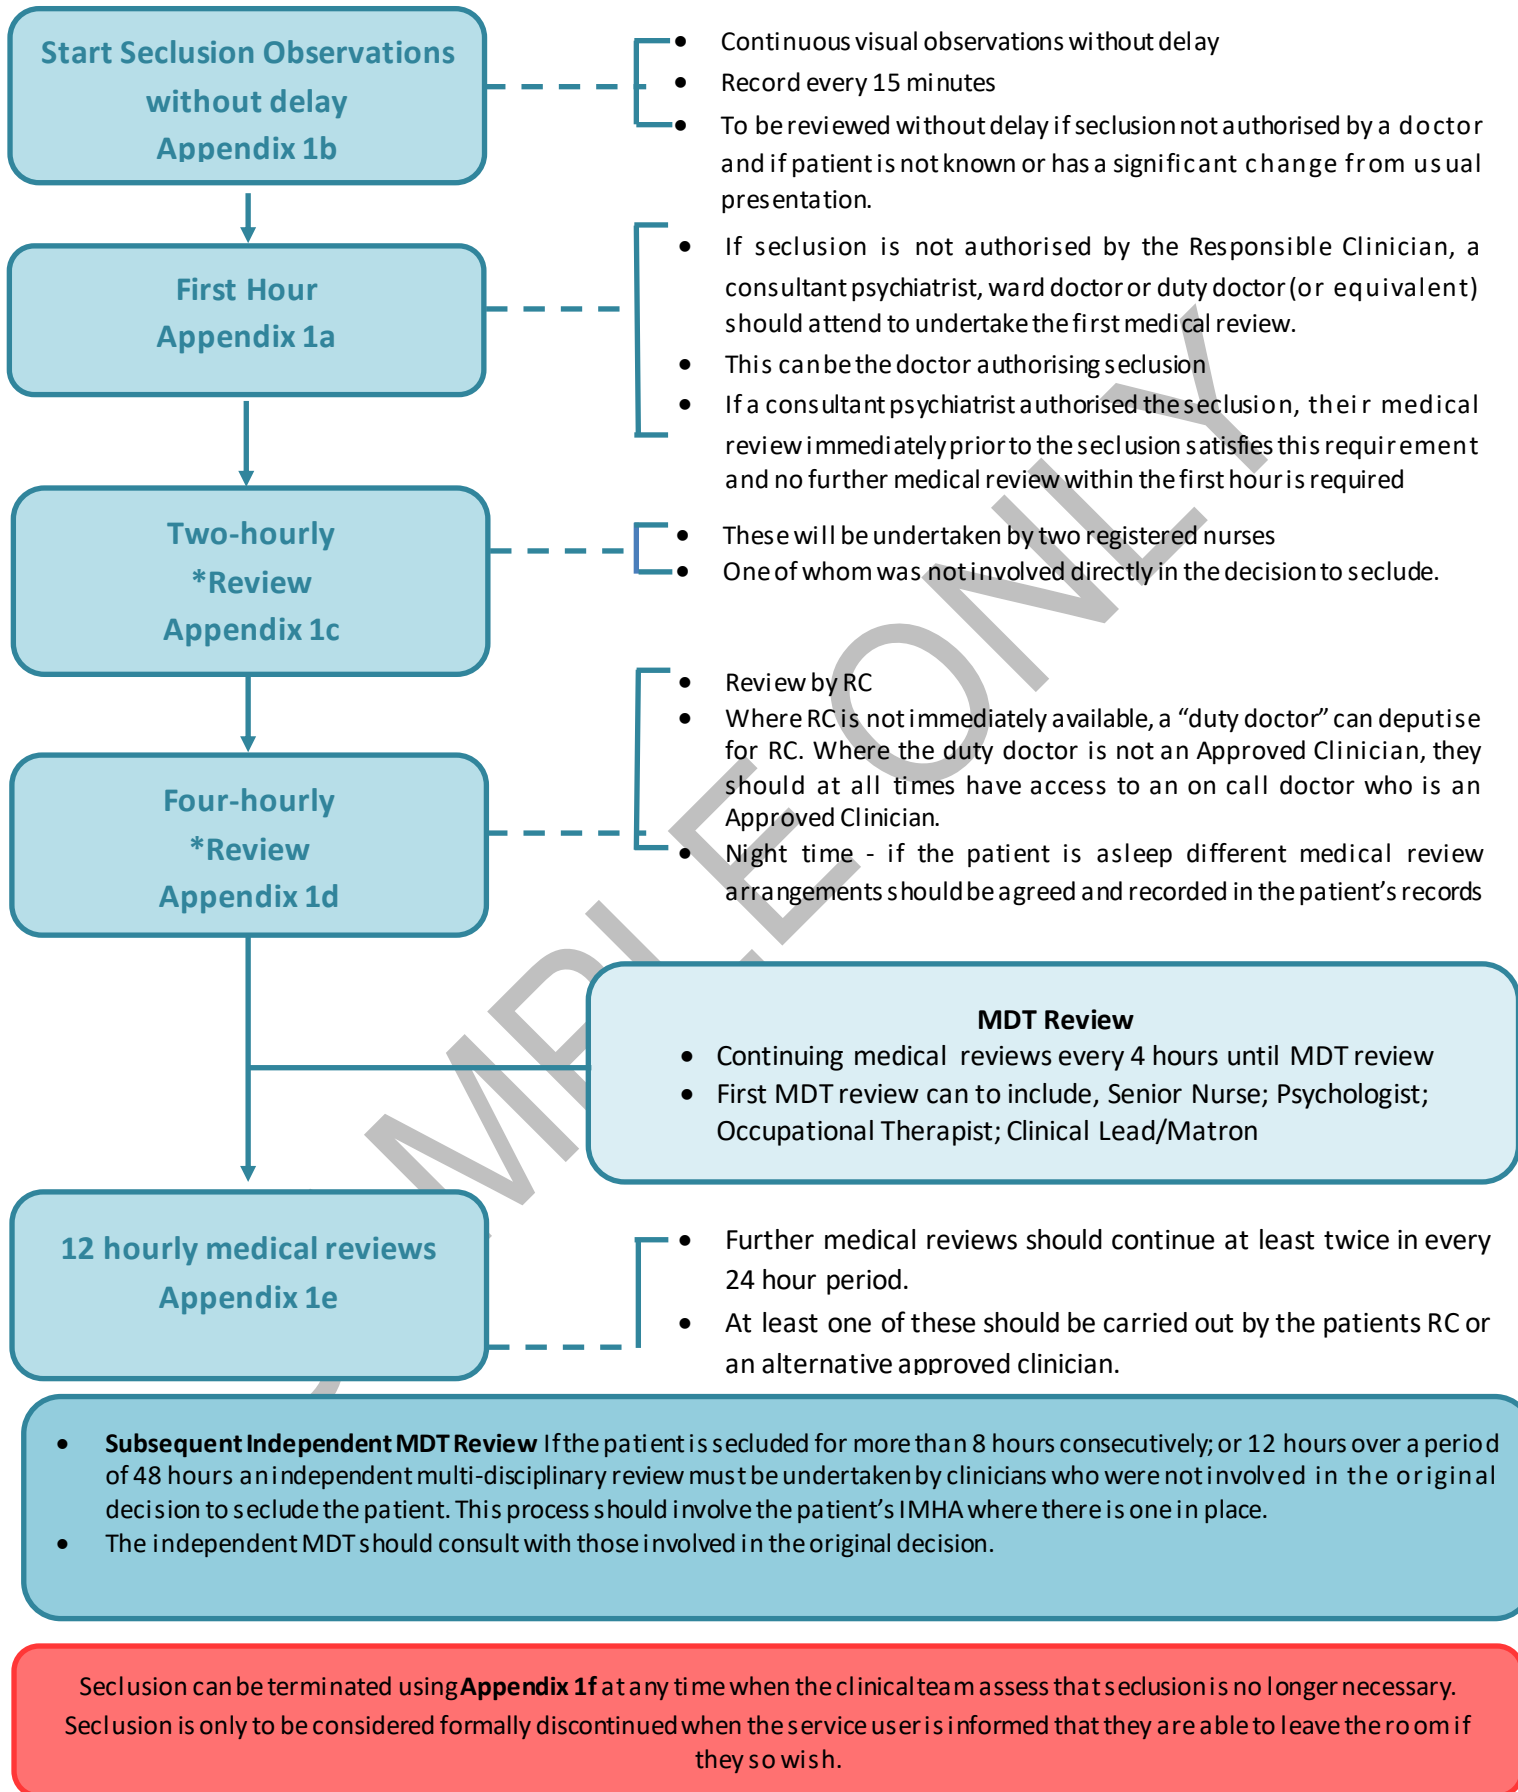 Start Seclusion Observations
without delay
Appendix 1b
• Continuous visual observations without delay
• Record every 15 minutes
• To be reviewed without delay if seclusion not authorised by a doctor
and if patient is not known or has a significant change from usual
presentation.
First Hour
Appendix 1a
• If seclusion is not authorised by the Responsible Clinician, a
consultant psychiatrist, ward doctor or duty doctor (or equivalent)
should attend to undertake the first medical review.
• This can be the doctor authorising seclusion
• If a consultant psychiatrist authorised the seclusion, their medical
review immediately prior to the seclusion satisfies this requirement
and no further medical review within the first hour is required
Two-hourly
*Review
Appendix 1c
• These will be undertaken by two registered nurses
• One of whom was not involved directly in the decision to seclude.
Four-hourly
*Review
Appendix 1d
• Review by RC
• Where RC is not immediately available, a “duty doctor” can deputise
for RC. Where the duty doctor is not an Approved Clinician, they
should at all times have access to an on call doctor who is an
Approved Clinician.
• Night time - if the patient is asleep different medical review
arrangements should be agreed and recorded in the patient’s records
MDT Review
• Continuing medical reviews every 4 hours until MDT review
• First MDT review can to include, Senior Nurse; Psychologist;
Occupational Therapist; Clinical Lead/Matron
12 hourly medical reviews
Appendix 1e
• Further medical reviews should continue at least twice in every
24 hour period.
• At least one of these should be carried out by the patients RC or
an alternative approved clinician.
• Subsequent Independent MDT Review If the patient is secluded for more than 8 hours consecutively; or 12 hours over a period
of 48 hours an independent multi-disciplinary review must be undertaken by clinicians who were not involved in the original
decision to seclude the patient. This process should involve the patient’s IMHA where there is one in place.
• The independent MDT should consult with those involved in the original decision.
Seclusion can be terminated using Appendix 1f at any time when the clinical team assess that seclusion is no longer necessary.
Seclusion is only to be considered formally discontinued when the service user is informed that they are able to leave the room if
they so wish.
MPLE ONLY